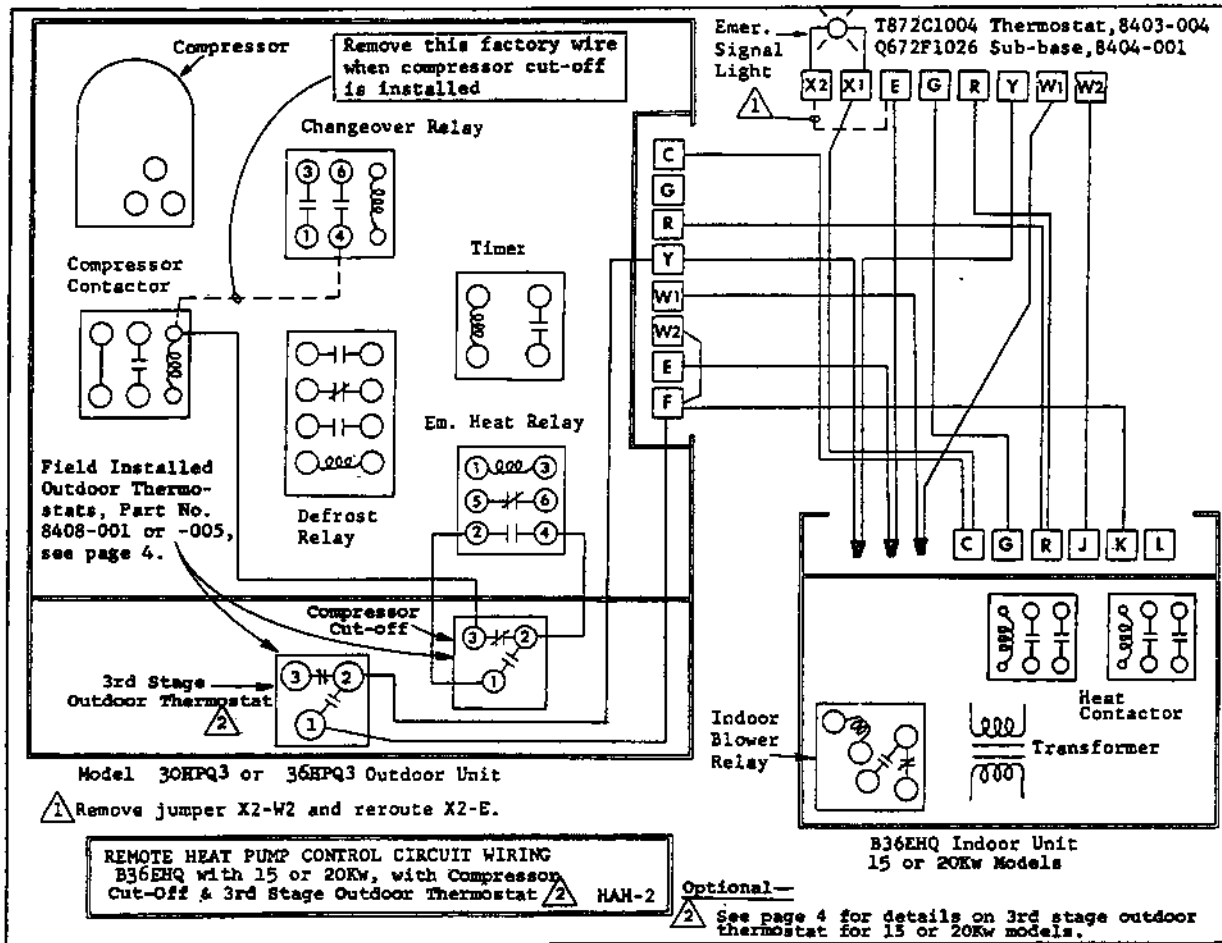 Compressor
Remove this factory wire
when compressor cut-off
is installed
Emer.
Signal
Light
1
T872C1004 Thermostat,8403-004
Q672F1026 Sub-base,8404-001
X2 X1 E G R Y W1 W2
Changeover Relay
3 6
1 4
C
G
R
Y
W1
W2
E
F
Timer
Compressor
Contactor
Em. Heat Relay
1 3
5 6
2 4
Field Installed
Outdoor Thermo-
stats, Part No.
8408-001 or -005,
see page 4.
Defrost
Relay
C G R J K L
Compressor
Cut-off
3 2
1
3rd Stage
Outdoor Thermostat
2
3 2
1
Heat
Contactor
Indoor
Blower
Relay
Transformer
Model 30HPQ3 or 36HPQ3 Outdoor Unit
1 Remove jumper X2-W2 and reroute X2-E.
B36EHQ Indoor Unit
15 or 20Kw Models
REMOTE HEAT PUMP CONTROL CIRCUIT WIRING
B36EHQ with 15 or 20Kw, with Compressor
Cut-Off & 3rd Stage Outdoor Thermostat 2 HAH-2
Optional—
2 See page 4 for details on 3rd stage outdoor
thermostat for 15 or 20Kw models.